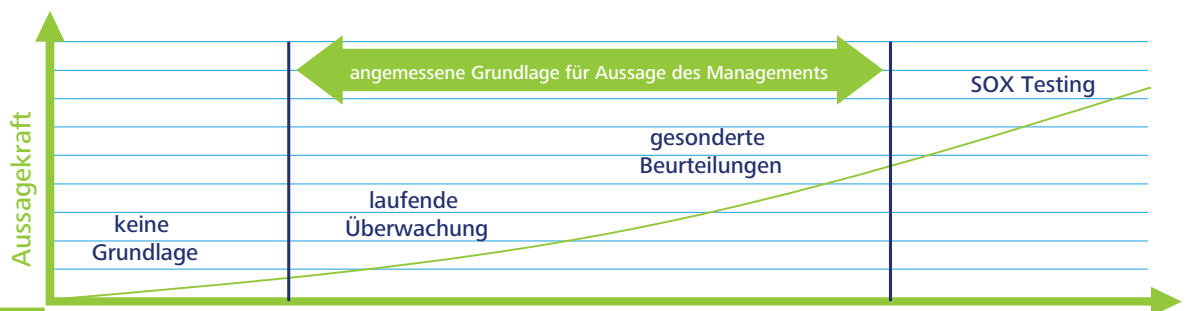 angemessene Grundlage für Aussage des Managements
SOX Testing
gesonderte
Beurteilungen
laufende
Überwachung
keine
Grundlage
Aussagekraft